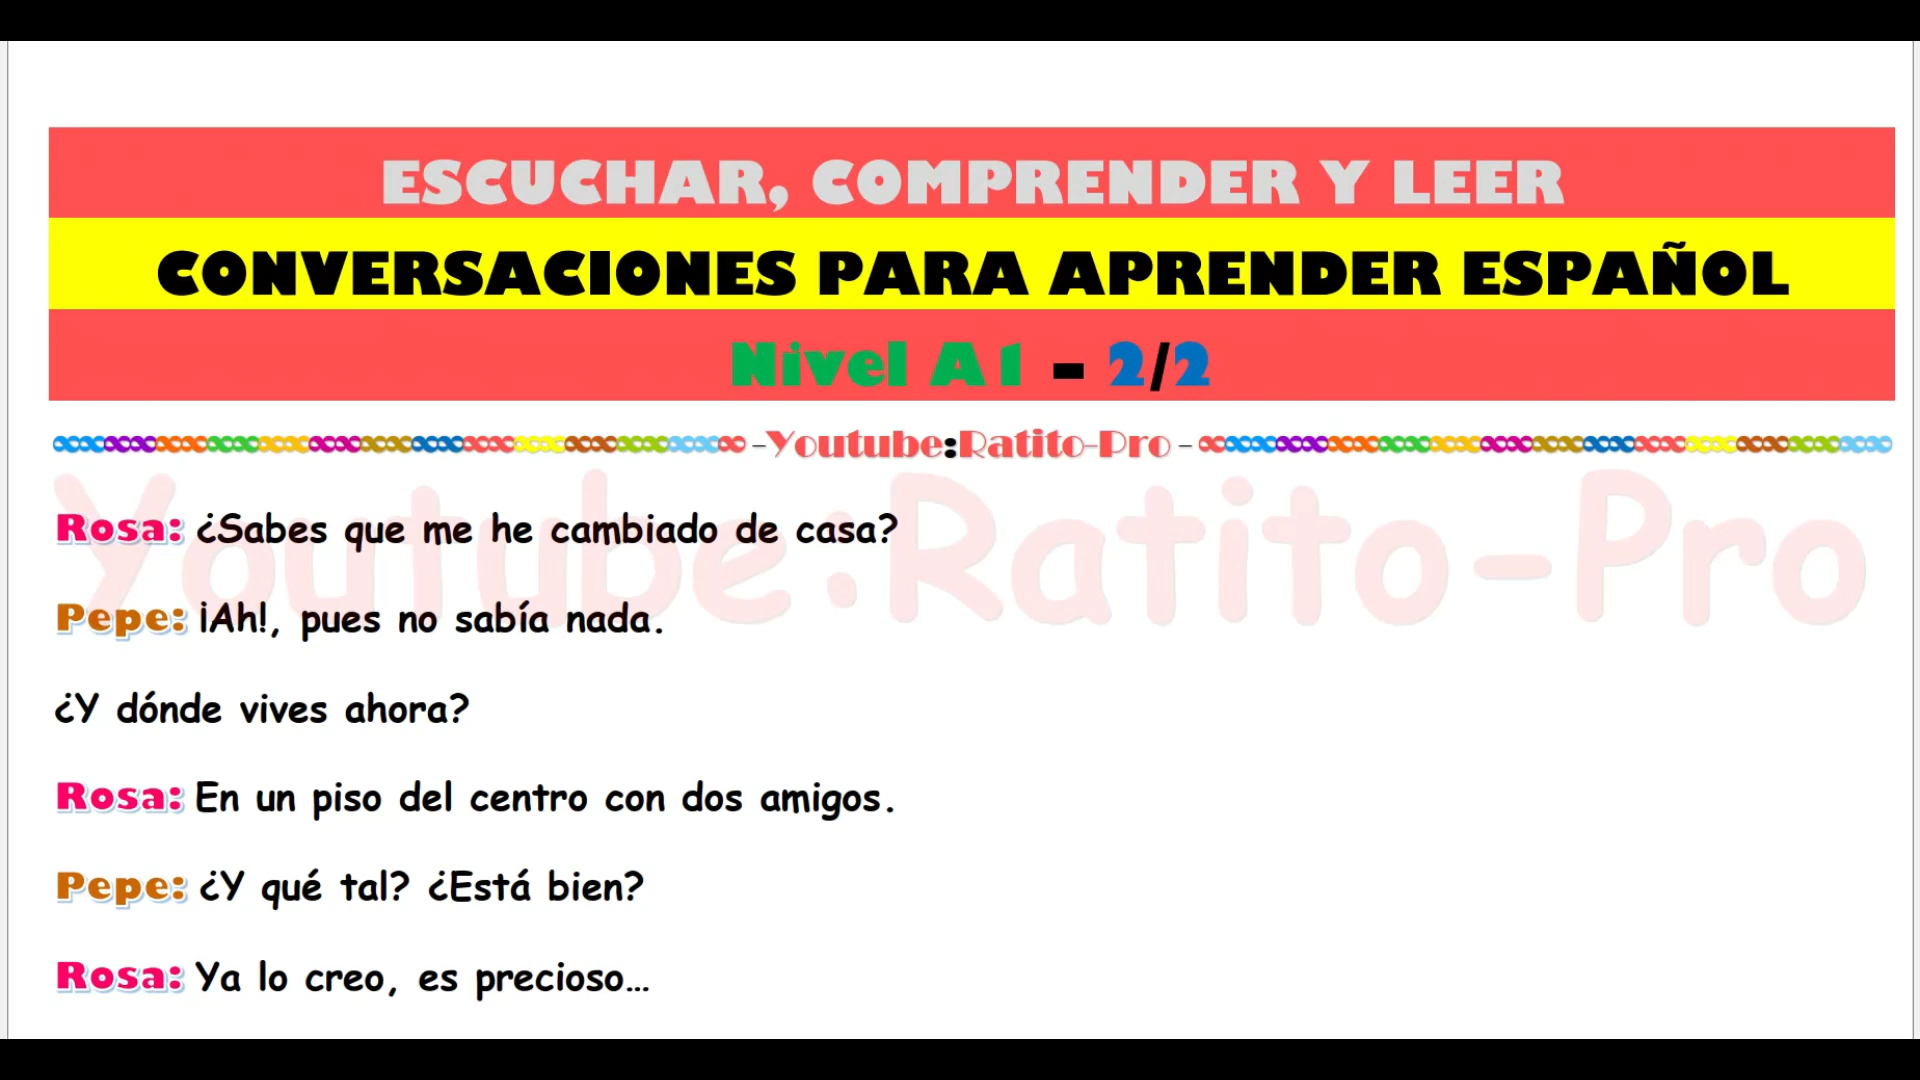 ESCUCHAR, COMPRENDER Y LEER
CONVERSACIONES PARA APRENDER ESPAÑOL
Nivel A1 - 2/2
-Youtube:Ratito-Pro -
Youtube:Ratito-Pro
Rosa: ¿Sabes que me he cambiado de casa?
Pepe: ¡Ah!, pues no sabía nada.
¿Y dónde vives ahora?
Rosa: En un piso del centro con dos amigos.
Pepe: ¿Y qué tal? ¿Está bien?
Rosa: Ya lo creo, es precioso...